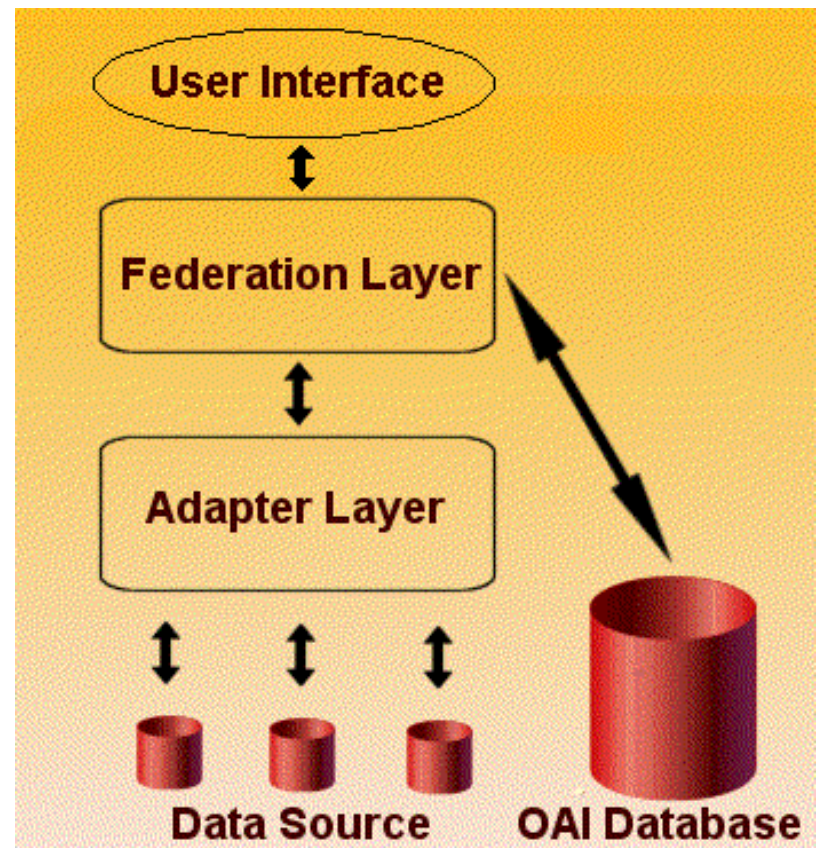 User Interface
Federation Layer
Adapter Layer
Data Source
OAI Database